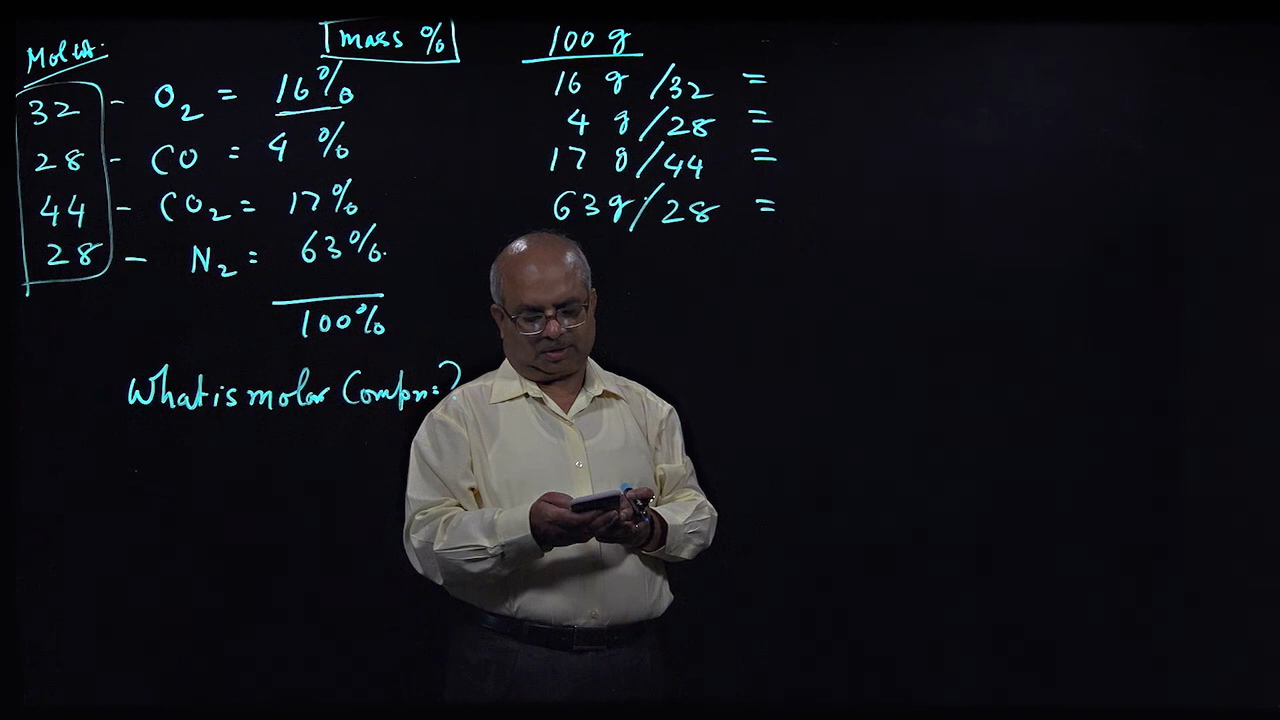 Mol wt.
mass %
32 - O2 = 16%
28 - CO = 4 %
44 - CO2 = 17%
28 - N2 = 63%.
100%
What is molar Compn:?
100 g
16 g /32 =
4 g/28 =
17 g/44 =
63g/28 =